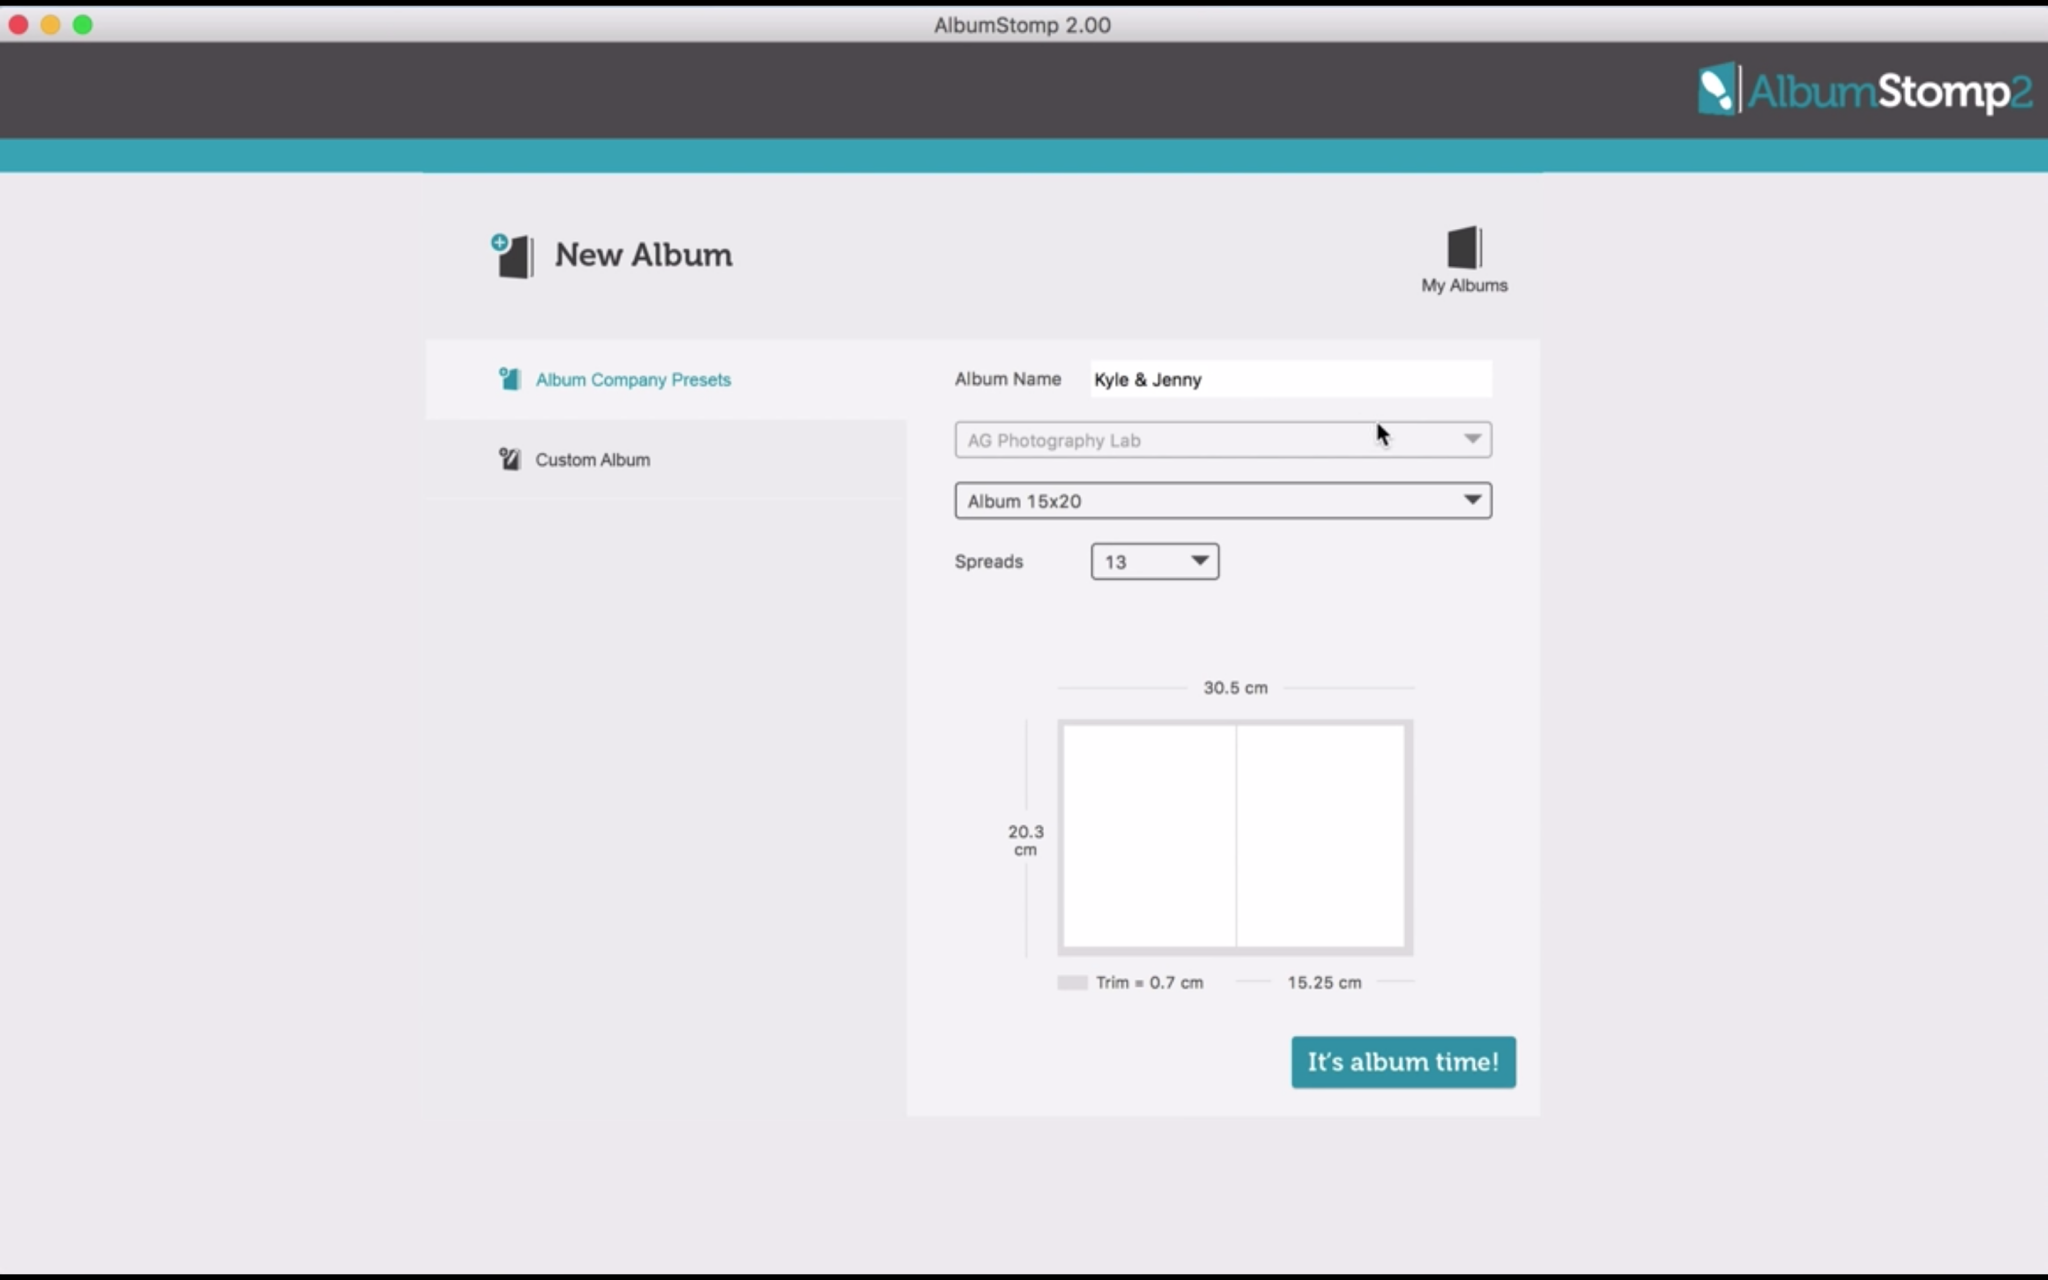 AlbumStomp 2.00
AlbumStomp2
New Album
My Albums
Album Company Presets
Custom Album
Album Name Kyle & Jenny
AG Photography Lab
Album 15x20
Spreads 13
30.5 cm
20.3
cm
Trim = 0.7 cm 15.25 cm
It's album time!